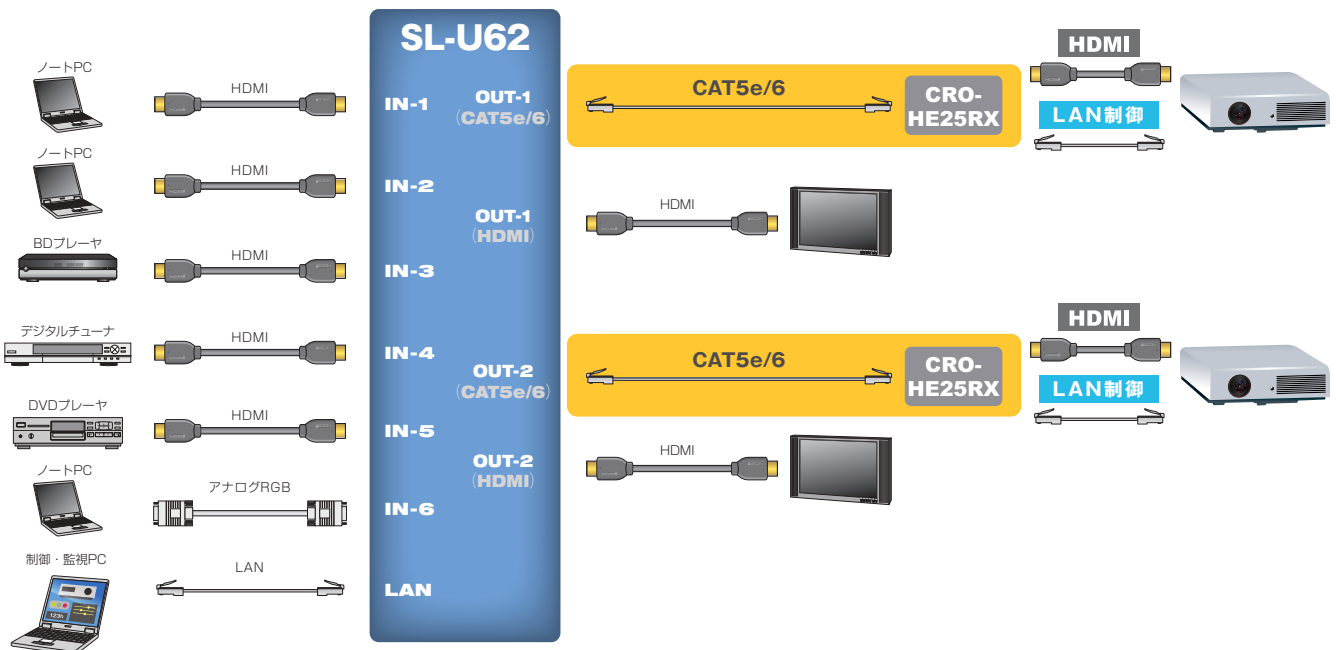 SL-U62
ノートPC
HDMI
IN-1
ノートPC
HDMI
IN-2
BDプレーヤ
HDMI
IN-3
デジタルチューナ
HDMI
IN-4
DVDプレーヤ
HDMI
IN-5
ノートPC
アナログRGB
IN-6
制御・監視PC
LAN
LAN
OUT-1
(CAT5e/6)
CAT5e/6
CRO-
HE25RX
HDMI
LAN制御
OUT-1
(HDMI)
HDMI
OUT-2
(CAT5e/6)
CAT5e/6
CRO-
HE25RX
HDMI
LAN制御
OUT-2
(HDMI)
HDMI